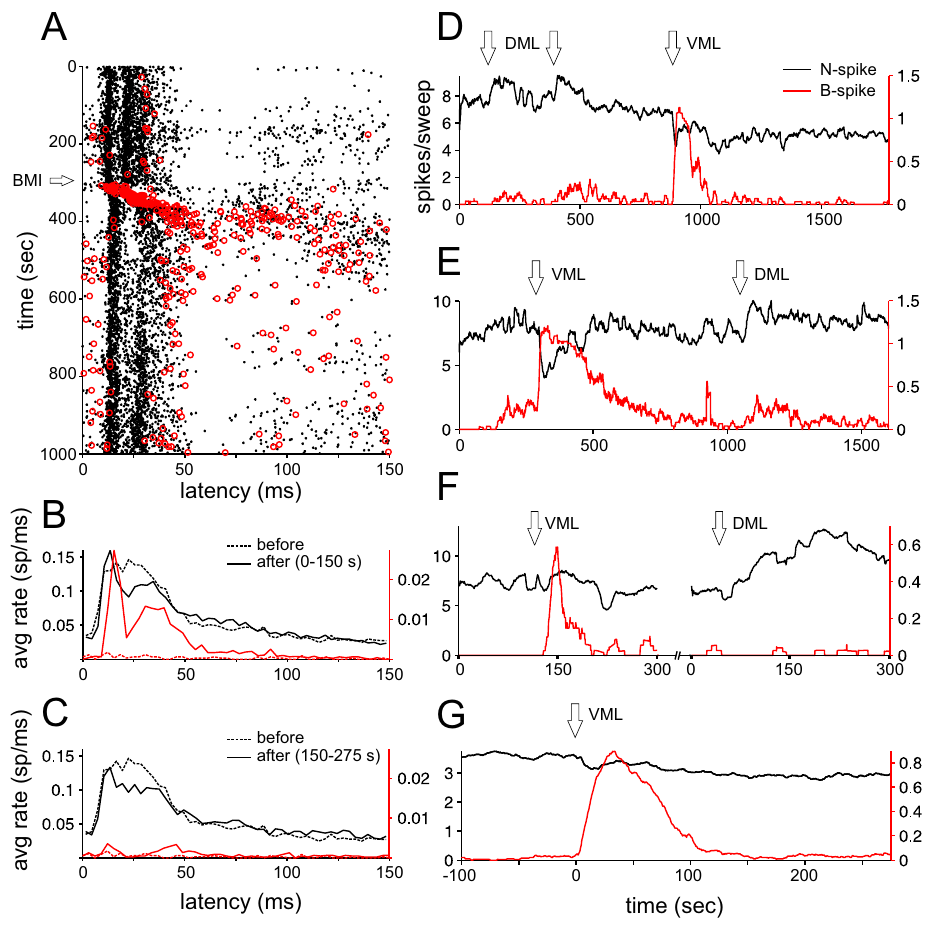 A
0
200
BMI
400
600
800
1000
time (sec)
0
50
100
150
latency (ms)
B
0.15
0.1
0.05
avg rate (sp/ms)
before
after (0-150 s)
0.02
0.01
0
50
100
150
C
0.15
0.1
0.05
avg rate (sp/ms)
before
after (150-275 s)
0.02
0.01
0
50
100
150
latency (ms)
D
DML
VML
N-spike
B-spike
8
6
4
2
0
spikes/sweep
1.5
1
0.5
0
0
500
1000
1500
E
VML
DML
10
5
0
1.5
1
0.5
0
0
500
1000
1500
F
VML
DML
10
5
0
0.6
0.4
0.2
0
0
150
300
0
150
300
G
VML
3
2
1
0
0.8
0.6
0.4
0.2
0
-100
0
100
200
time (sec)